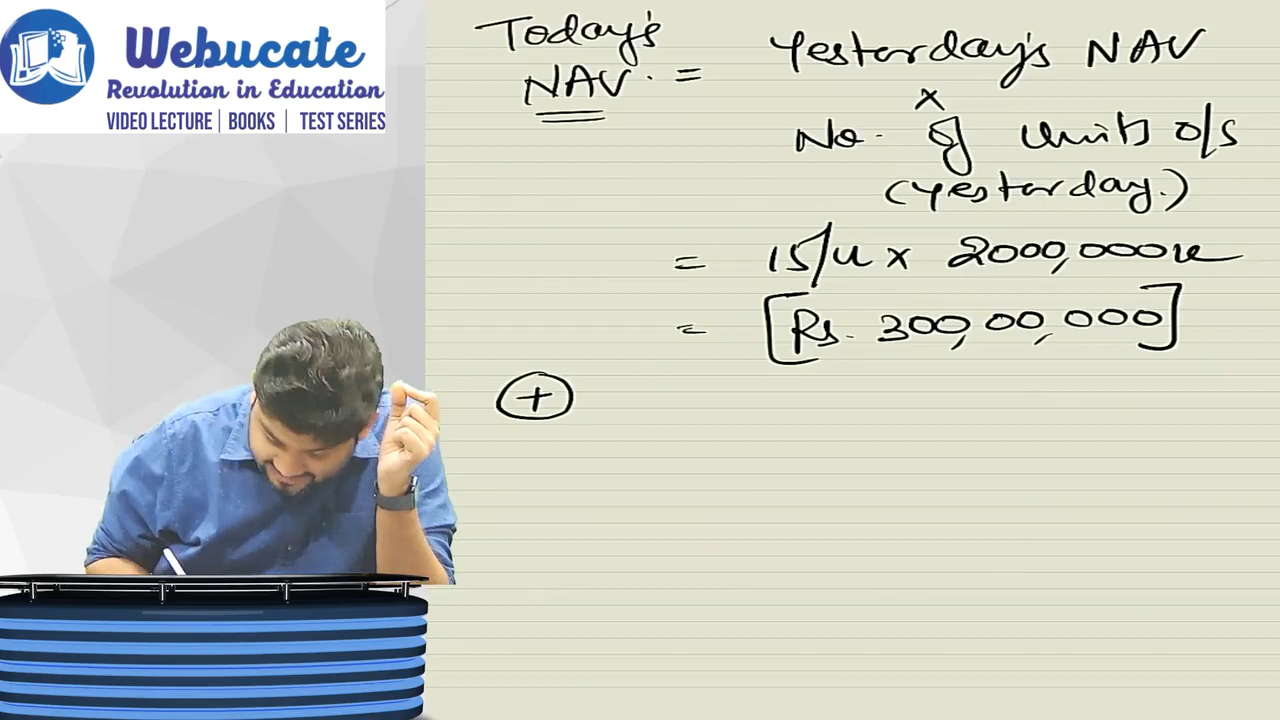 Webucate
Revolution in Education
VIDEO LECTURE | BOOKS | TEST SERIES
Today's
NAV. = Yesterday's NAV
x
No. of units o/s
(yesterday.)
= 15/u x 2000,000u
= [Rs. 300,00,000]
+